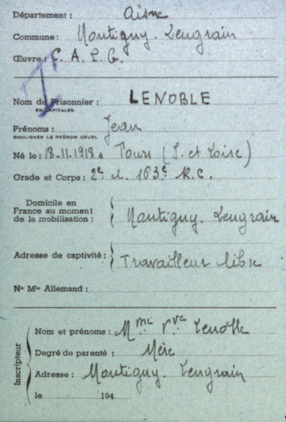 Département : Aisne
Commune : Montigny-Lengrain
Œuvre : C. A. P. G.
Nom du Prisonnier : LENOBLE
EN CAPITALES
Prénoms : Jean
SOULIGNER LE PRÉNOM USUEL
Né le : 18.11.1919 à Tours (I. et Loire)
Grade et Corps : 2e cl. 163e R.C.
Domicile en
France au moment
de la mobilisation : Montigny-Lengrain
Adresse de captivité : Travailleur libre
No Mle Allemand :
Inscripteur
Nom et prénoms : Mme Vve Lenoble
Degré de parenté : Mère
Adresse : Montigny-Lengrain
le 194